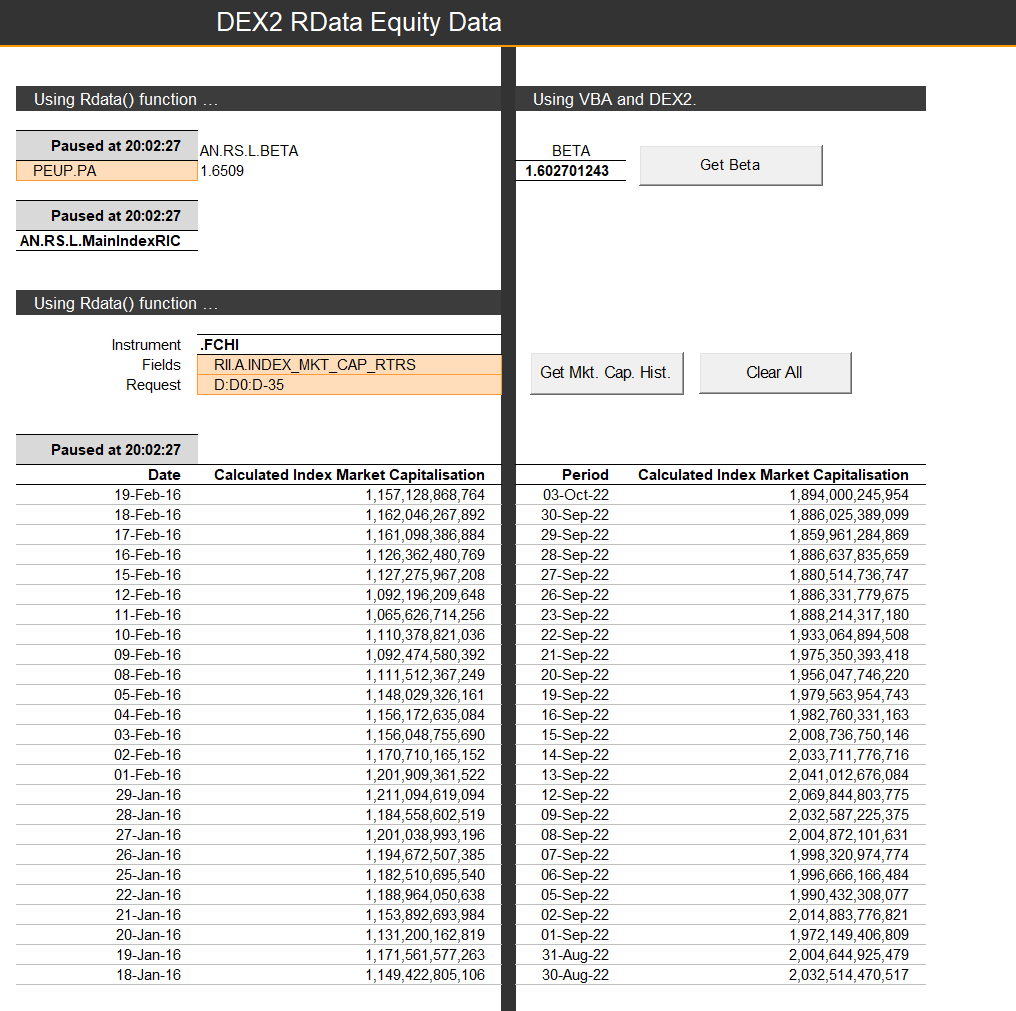 DEX2 RData Equity Data
Using Rdata() function …
Using VBA and DEX2.
Paused at 20:02:27 AN.RS.L.BETA
PEUP.PA 1.6509
BETA
1.602701243
Get Beta
Paused at 20:02:27
AN.RS.L.MainIndexRIC
Using Rdata() function …
Instrument .FCHI
Fields RII.A.INDEX_MKT_CAP_RTRS
Request D:D0:D-35
Get Mkt. Cap. Hist. Clear All
Paused at 20:02:27
Date Calculated Index Market Capitalisation Period Calculated Index Market Capitalisation
19-Feb-16 1,157,128,868,764 03-Oct-22 1,894,000,245,954
18-Feb-16 1,162,046,267,892 30-Sep-22 1,886,025,389,099
17-Feb-16 1,161,098,386,884 29-Sep-22 1,859,961,284,869
16-Feb-16 1,126,362,480,769 28-Sep-22 1,886,637,835,659
15-Feb-16 1,127,275,967,208 27-Sep-22 1,880,514,736,747
12-Feb-16 1,092,196,209,648 26-Sep-22 1,886,331,779,675
11-Feb-16 1,065,626,714,256 23-Sep-22 1,888,214,317,180
10-Feb-16 1,110,378,821,036 22-Sep-22 1,933,064,894,508
09-Feb-16 1,092,474,580,392 21-Sep-22 1,975,350,393,418
08-Feb-16 1,111,512,367,249 20-Sep-22 1,956,047,746,220
05-Feb-16 1,148,029,326,161 19-Sep-22 1,979,563,954,743
04-Feb-16 1,156,172,635,084 16-Sep-22 1,982,760,331,163
03-Feb-16 1,156,048,755,690 15-Sep-22 2,008,736,750,146
02-Feb-16 1,170,710,165,152 14-Sep-22 2,033,711,776,716
01-Feb-16 1,201,909,361,522 13-Sep-22 2,041,012,676,084
29-Jan-16 1,211,094,619,094 12-Sep-22 2,069,844,803,775
28-Jan-16 1,184,558,602,519 09-Sep-22 2,032,587,225,375
27-Jan-16 1,201,038,993,196 08-Sep-22 2,004,872,101,631
26-Jan-16 1,194,672,507,385 07-Sep-22 1,998,320,974,774
25-Jan-16 1,182,510,695,540 06-Sep-22 1,996,666,166,484
22-Jan-16 1,188,964,050,638 05-Sep-22 1,990,432,308,077
21-Jan-16 1,153,892,693,984 02-Sep-22 2,014,883,776,821
20-Jan-16 1,131,200,162,819 01-Sep-22 1,972,149,406,809
19-Jan-16 1,171,561,577,263 31-Aug-22 2,004,644,925,479
18-Jan-16 1,149,422,805,106 30-Aug-22 2,032,514,470,517